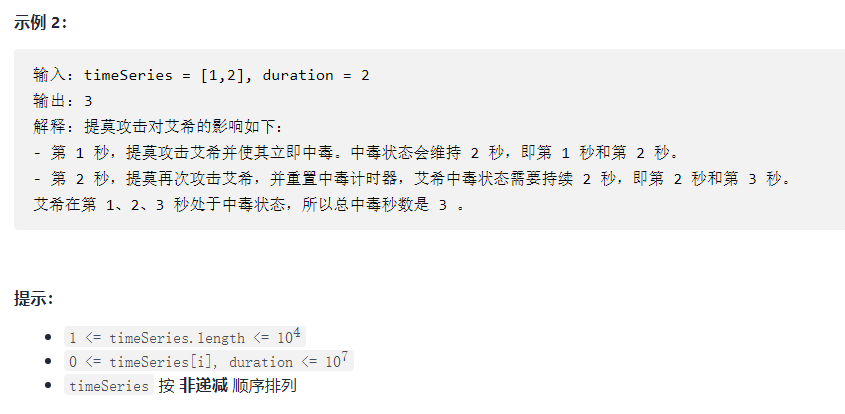 示例 2：
输入：timeSeries = [1,2], duration = 2
输出：3
解释：提莫攻击对艾希的影响如下：
- 第 1 秒，提莫攻击艾希并使其立即中毒。中毒状态会维持 2 秒，即第 1 秒和第 2 秒。
- 第 2 秒，提莫再次攻击艾希，并重置中毒计时器，艾希中毒状态需要持续 2 秒，即第 2 秒和第 3 秒。
艾希在第 1、2、3 秒处于中毒状态，所以总中毒秒数是 3 。
提示：
• 1 <= timeSeries.length <= 10⁴
• 0 <= timeSeries[i], duration <= 10⁷
• timeSeries 按 非递减 顺序排列